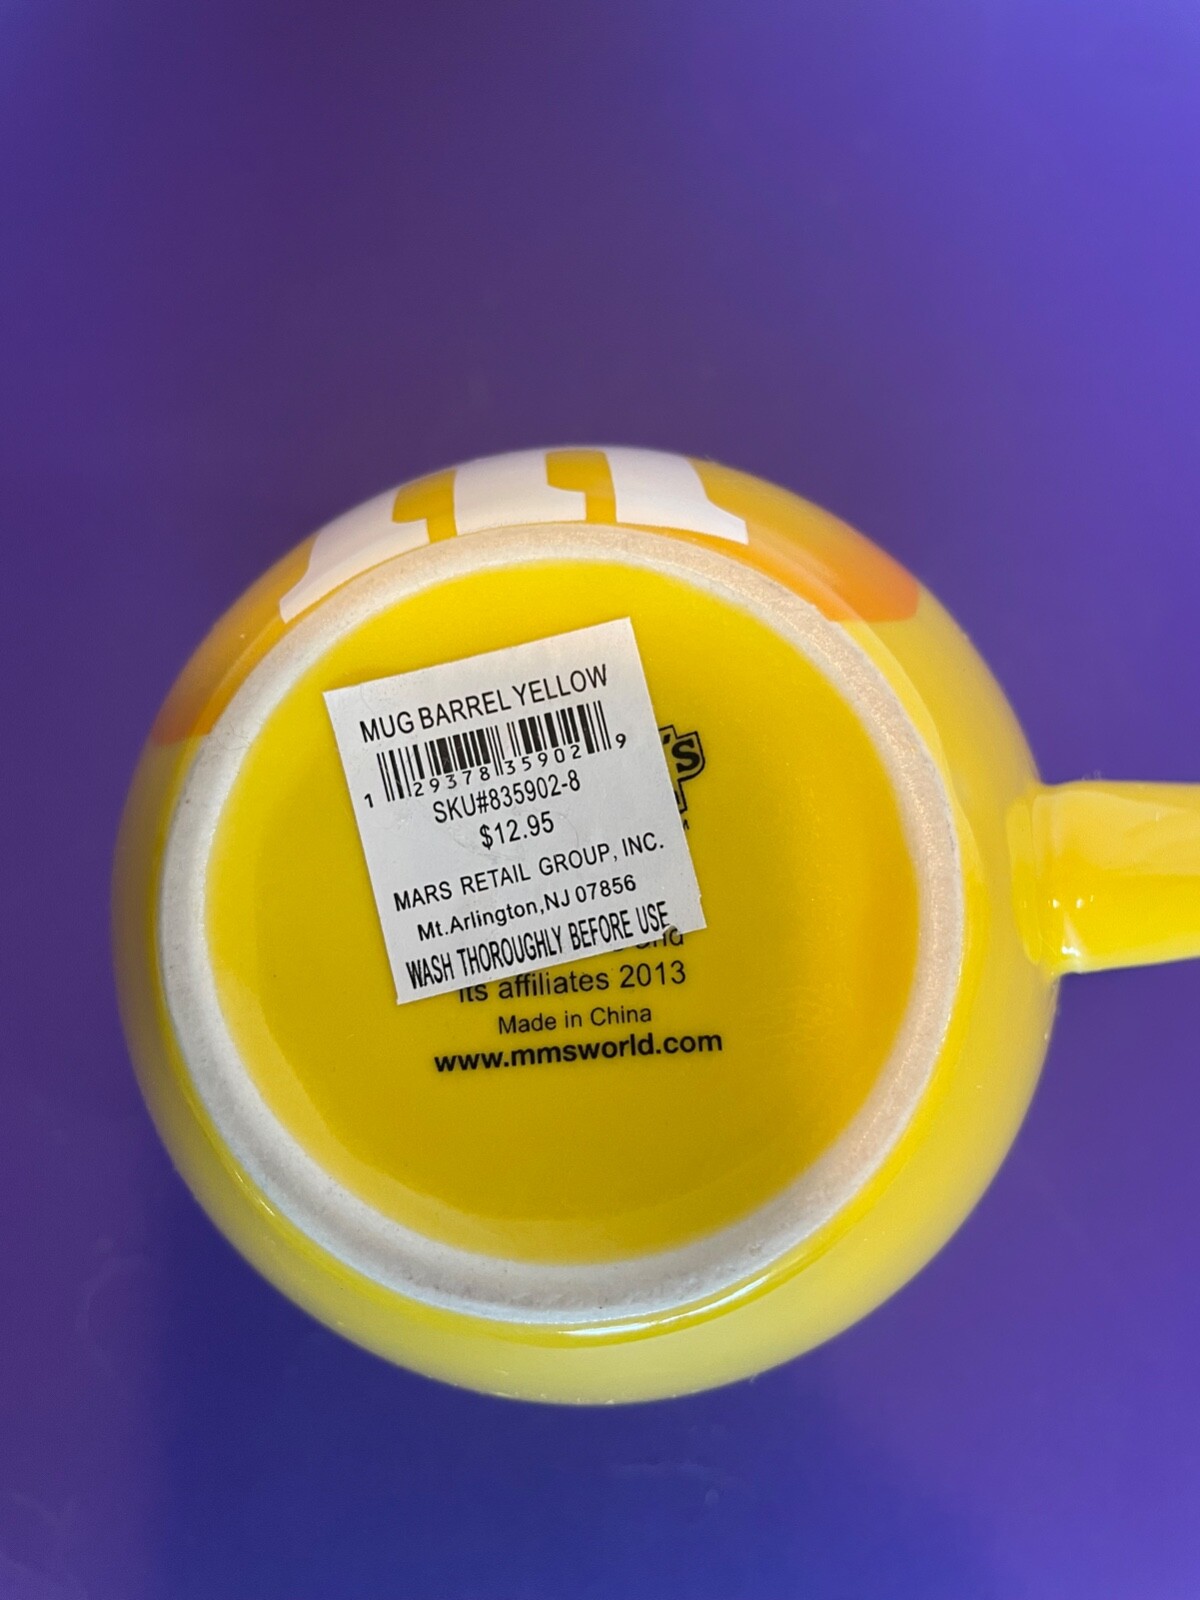 MUG BARREL YELLOW
1 29378 35902 9
SKU#835902-8
$12.95
MARS RETAIL GROUP, INC.
Mt.Arlington,NJ 07856
WASH THOROUGHLY BEFORE USE
its affiliates 2013
Made in China
www.mmsworld.com